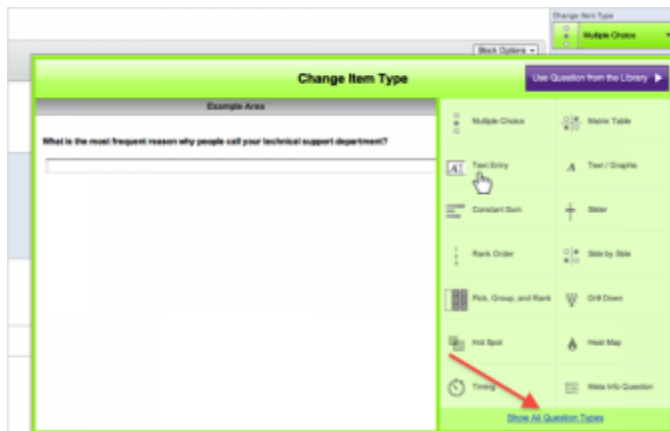 Change Item Type
Multiple Choice
Block Options
Change Item Type
Use Question from the Library
Example Area
What is the most frequent reason why people call your technical support department?
Multiple Choice
Matrix Table
Text Entry
Text / Graphic
Constant Sum
Slider
Rank Order
Side by Side
Pick, Group, and Rank
Drill Down
Hot Spot
Heat Map
Timing
Meta Info Question
Show All Question Types